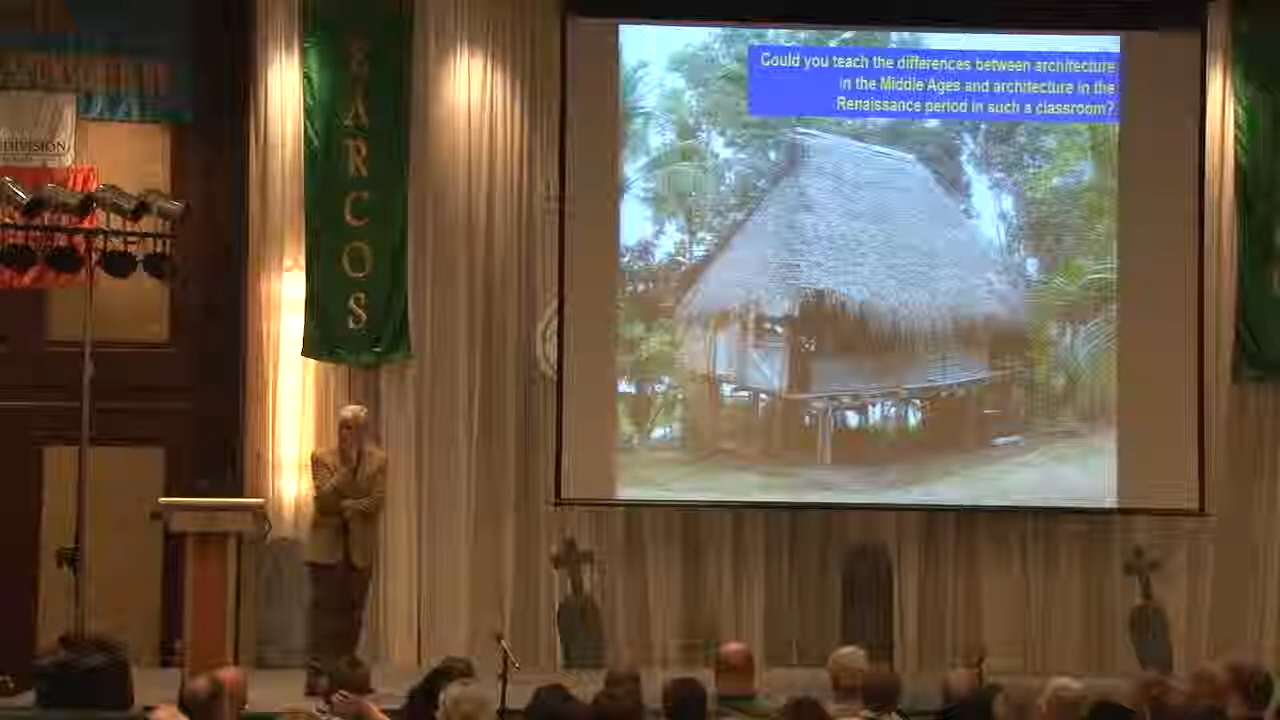 Could you teach the differences between architecture
in the Middle Ages and architecture in the
Renaissance period in such a classroom?
DIVISION
ARCOS